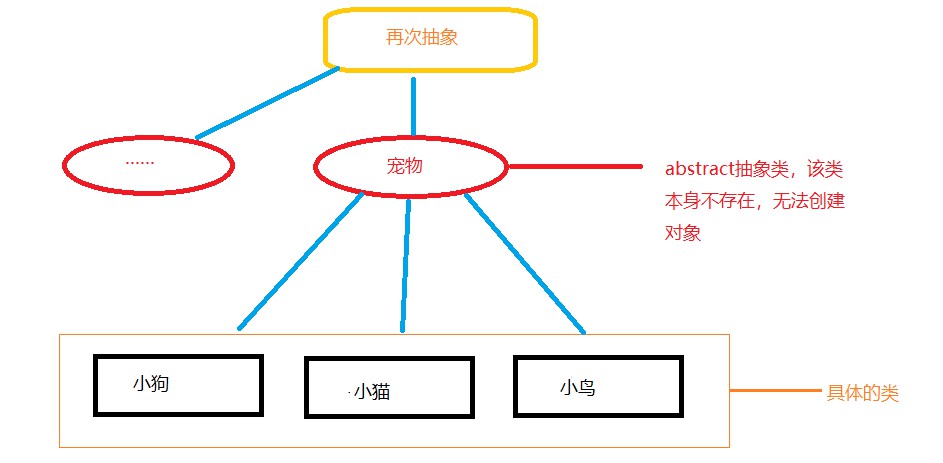 再次抽象
······
宠物
abstract抽象类，该类
本身不存在，无法创建
对象
小狗
·小猫
小鸟
具体的类